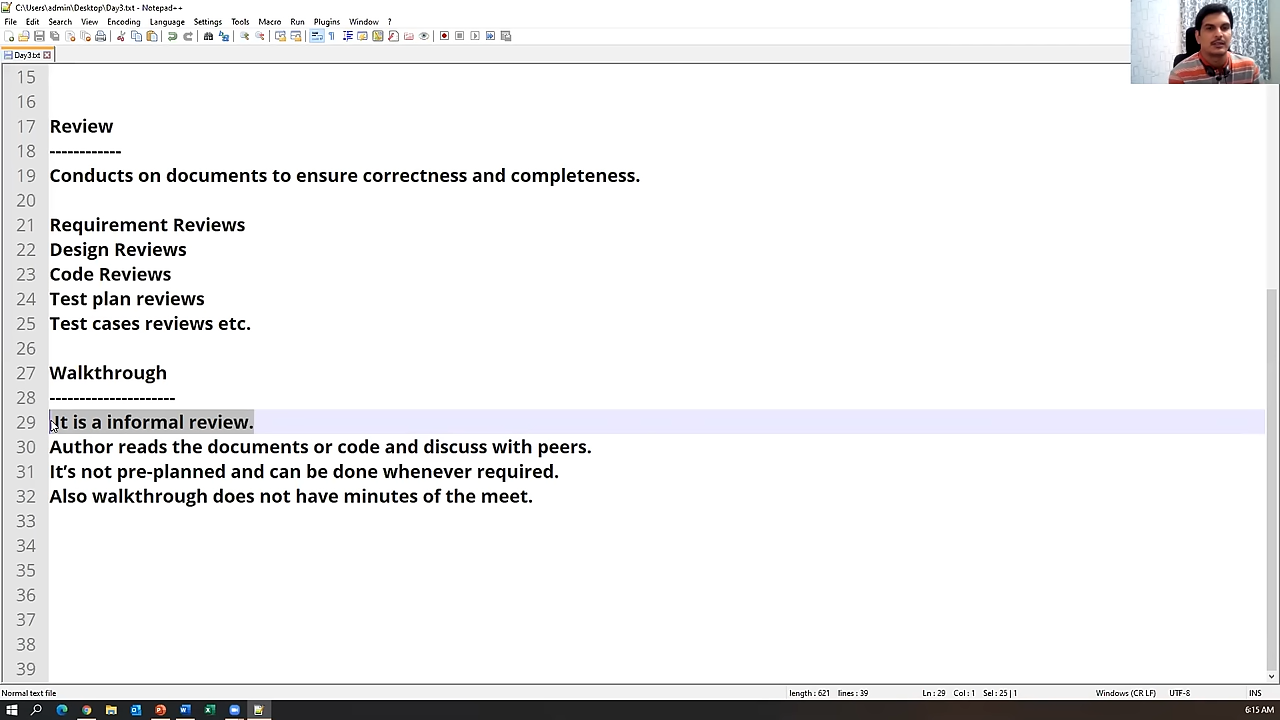 C:\Users\admin\Desktop\Day3.txt - Notepad++
File Edit Search View Encoding Language Settings Tools Macro Run Plugins Window ?
Day3.txt
15
16
17 Review
18 ------------
19 Conducts on documents to ensure correctness and completeness.
20
21 Requirement Reviews
22 Design Reviews
23 Code Reviews
24 Test plan reviews
25 Test cases reviews etc.
26
27 Walkthrough
28 ---------------------
29 It is a informal review.
30 Author reads the documents or code and discuss with peers.
31 It’s not pre-planned and can be done whenever required.
32 Also walkthrough does not have minutes of the meet.
33
34
35
36
37
38
39
Normal text file length : 621 lines : 39 Ln : 29 Col : 1 Sel : 25 | 1 Windows (CR LF) UTF-8 INS
6:15 AM